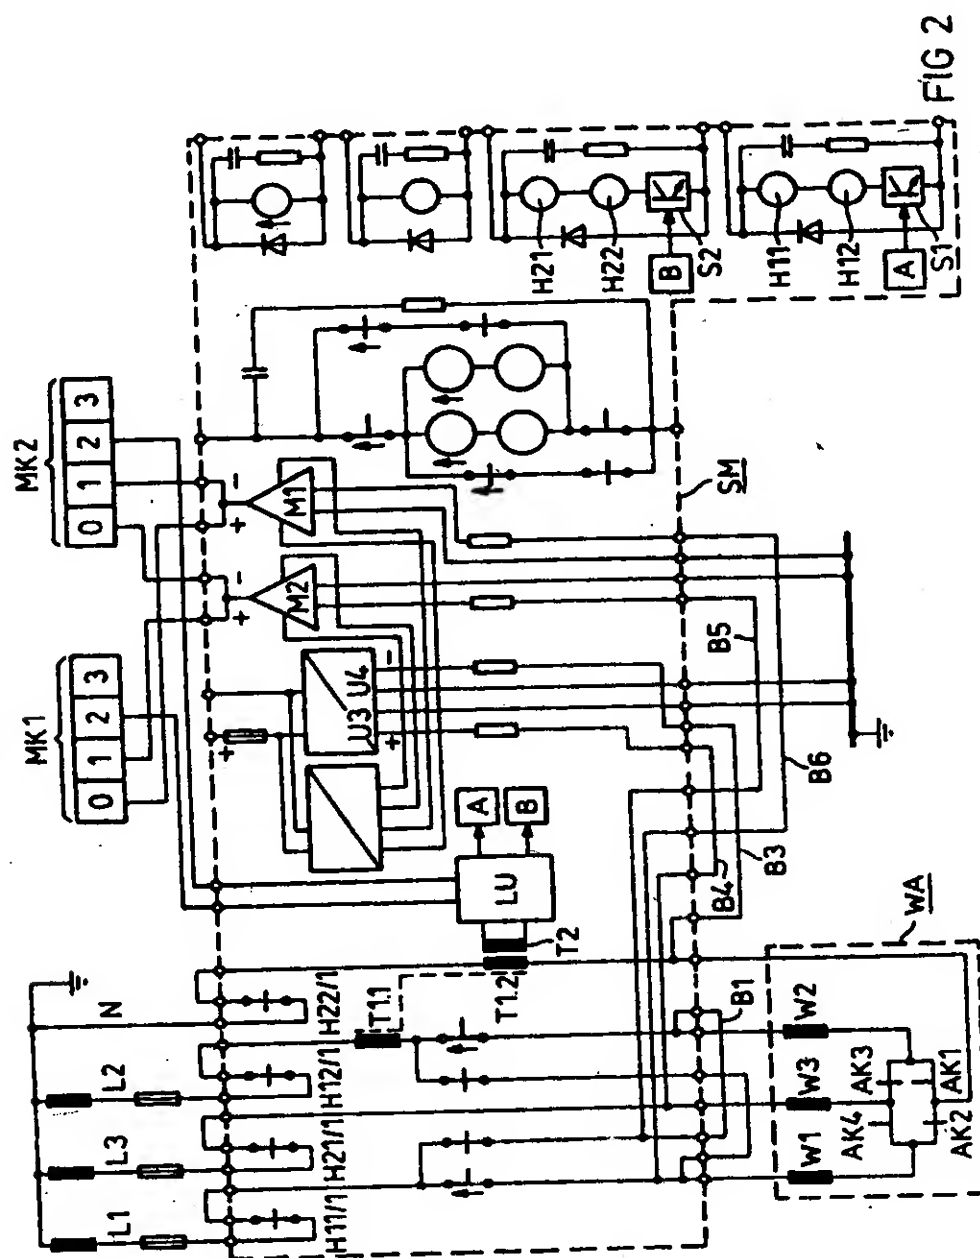 MK1
0 1 2 3
MK2
0 1 2 3
L1
L3
L2
N
H11/1
H21/1
H12/1
H22/1
T1.1
T1.2
T2
LU
A
B
+
U3
U4
+
-
+
-
M2
+
-
M1
SM
B1
B4
B3
B6
B5
WA
W1
W3
W2
AK4
AK3
AK2
AK1
H21
H22
B
S2
H11
H12
A
S1
FIG 2